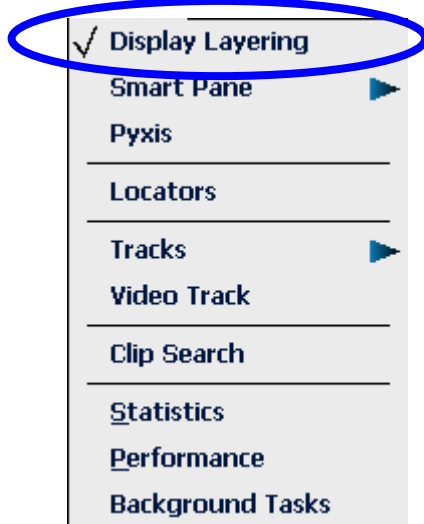 √ Display Layering
Smart Pane
Pyxis
Locators
Tracks
Video Track
Clip Search
Statistics
Performance
Background Tasks